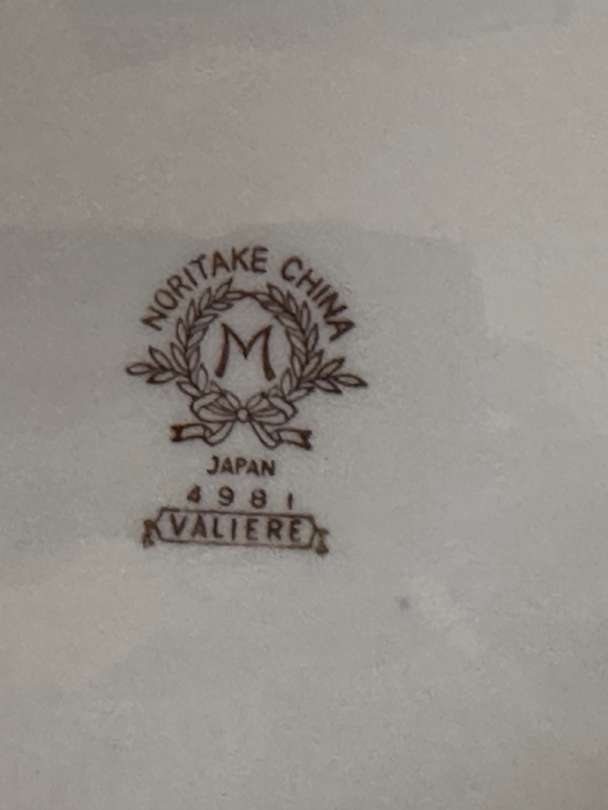 NORITAKE CHINA
M
JAPAN
4981
VALIERE